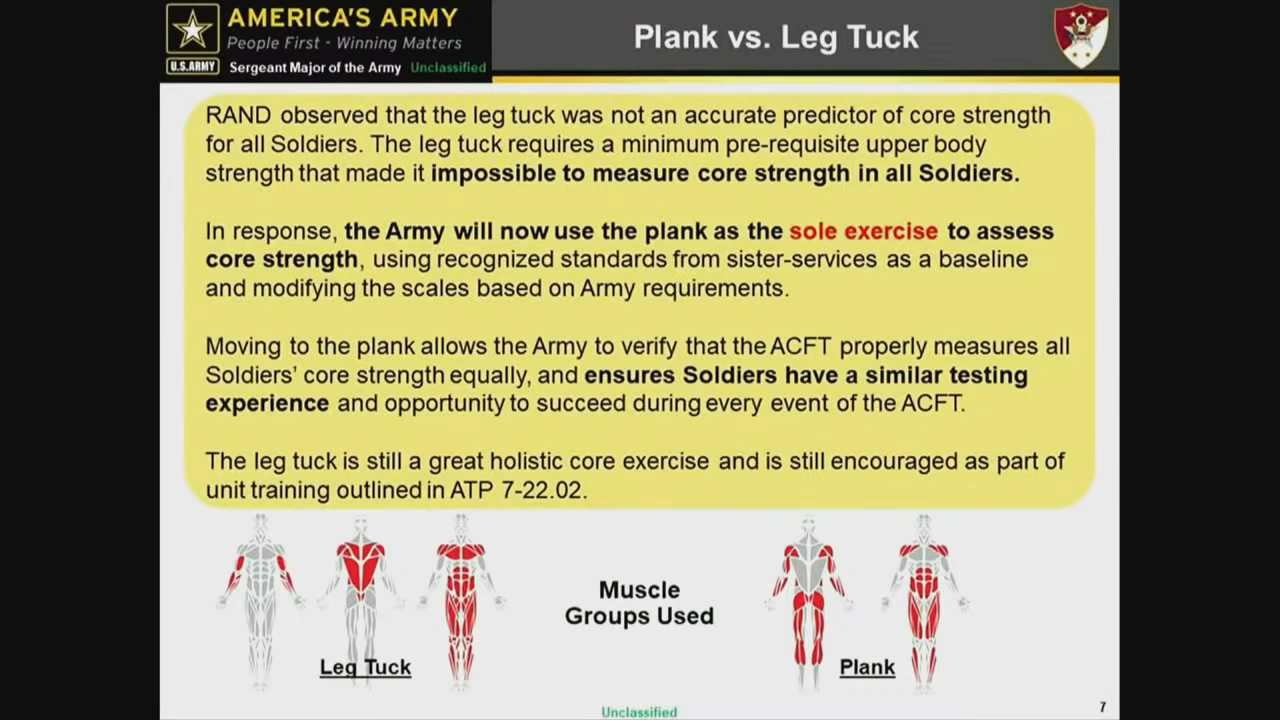 AMERICA'S ARMY
People First - Winning Matters
U.S.ARMY
Sergeant Major of the Army Unclassified
Plank vs. Leg Tuck
RAND observed that the leg tuck was not an accurate predictor of core strength
for all Soldiers. The leg tuck requires a minimum pre-requisite upper body
strength that made it impossible to measure core strength in all Soldiers.
In response, the Army will now use the plank as the sole exercise to assess
core strength, using recognized standards from sister-services as a baseline
and modifying the scales based on Army requirements.
Moving to the plank allows the Army to verify that the ACFT properly measures all
Soldiers' core strength equally, and ensures Soldiers have a similar testing
experience and opportunity to succeed during every event of the ACFT.
The leg tuck is still a great holistic core exercise and is still encouraged as part of
unit training outlined in ATP 7-22.02.
Muscle
Groups Used
Leg Tuck
Plank
Unclassified
7